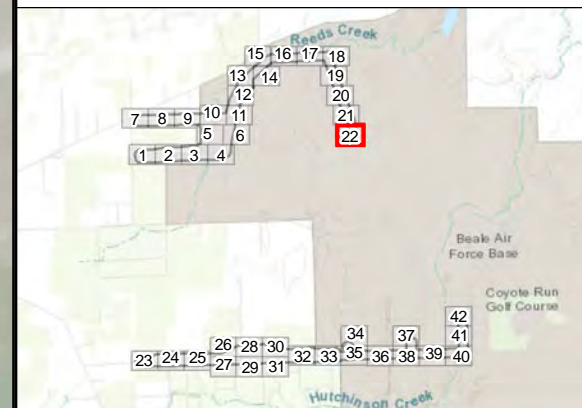 Reeds Creek
15 16 17 18
13 14 19
12 20
7 8 9 10 11 21
5 6 22
1 2 3 4
Beale Air
Force Base
Coyote Run
Golf Course
42
34 37 41
26 28 30
23 24 25 32 33 35 36 38 39 40
27 29 31
Hutchinson Creek